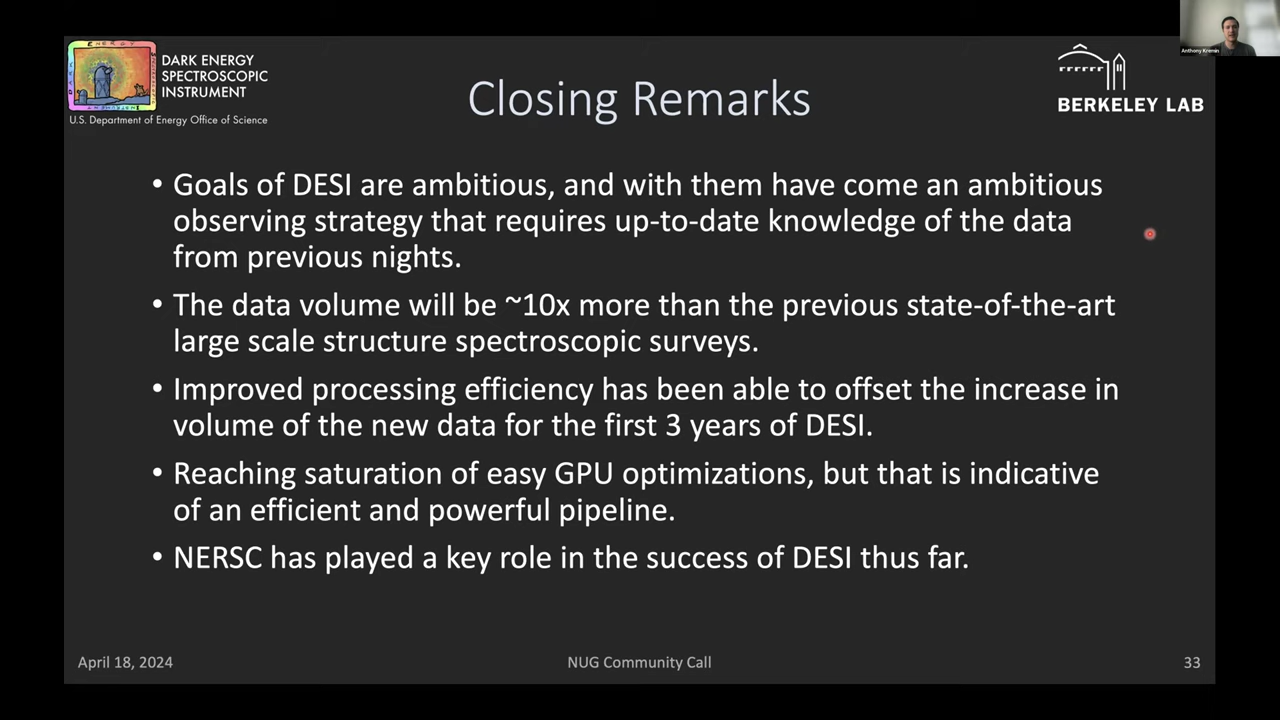 Anthony Kremin
DARK ENERGY
SPECTROSCOPIC
INSTRUMENT
U.S. Department of Energy Office of Science
Closing Remarks
BERKELEY LAB
• Goals of DESI are ambitious, and with them have come an ambitious
observing strategy that requires up-to-date knowledge of the data
from previous nights.
• The data volume will be ~10x more than the previous state-of-the-art
large scale structure spectroscopic surveys.
• Improved processing efficiency has been able to offset the increase in
volume of the new data for the first 3 years of DESI.
• Reaching saturation of easy GPU optimizations, but that is indicative
of an efficient and powerful pipeline.
• NERSC has played a key role in the success of DESI thus far.
April 18, 2024
NUG Community Call
33